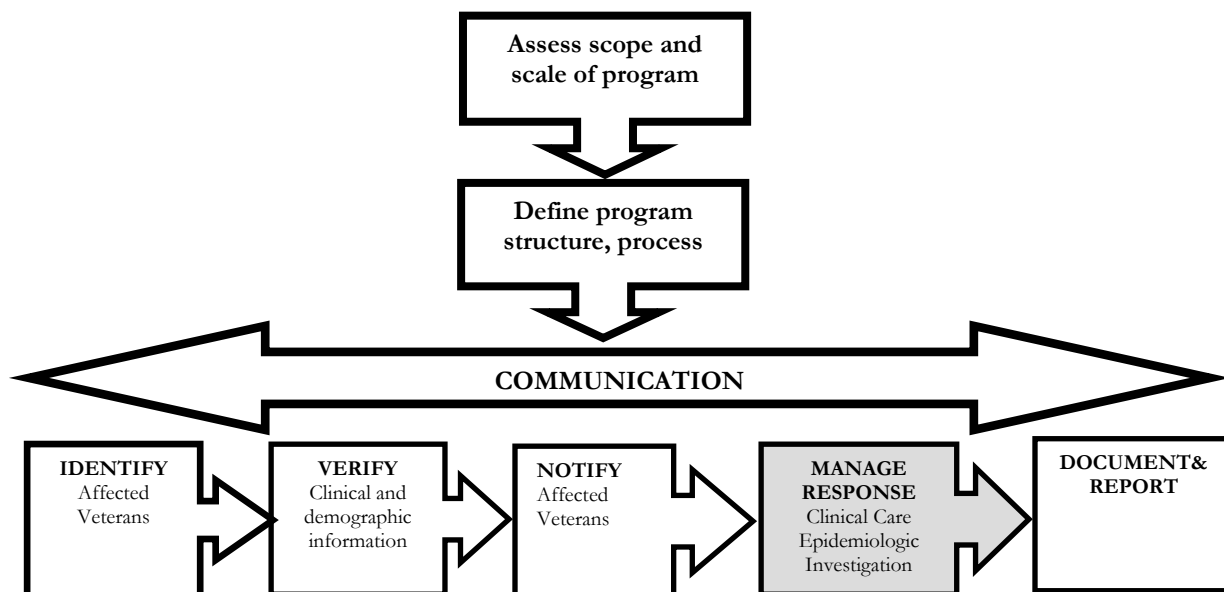 Assess scope and
scale of program
Define program
structure, process
COMMUNICATION
IDENTIFY
Affected
Veterans
VERIFY
Clinical and
demographic
information
NOTIFY
Affected
Veterans
MANAGE
RESPONSE
Clinical Care
Epidemiologic
Investigation
DOCUMENT&
REPORT